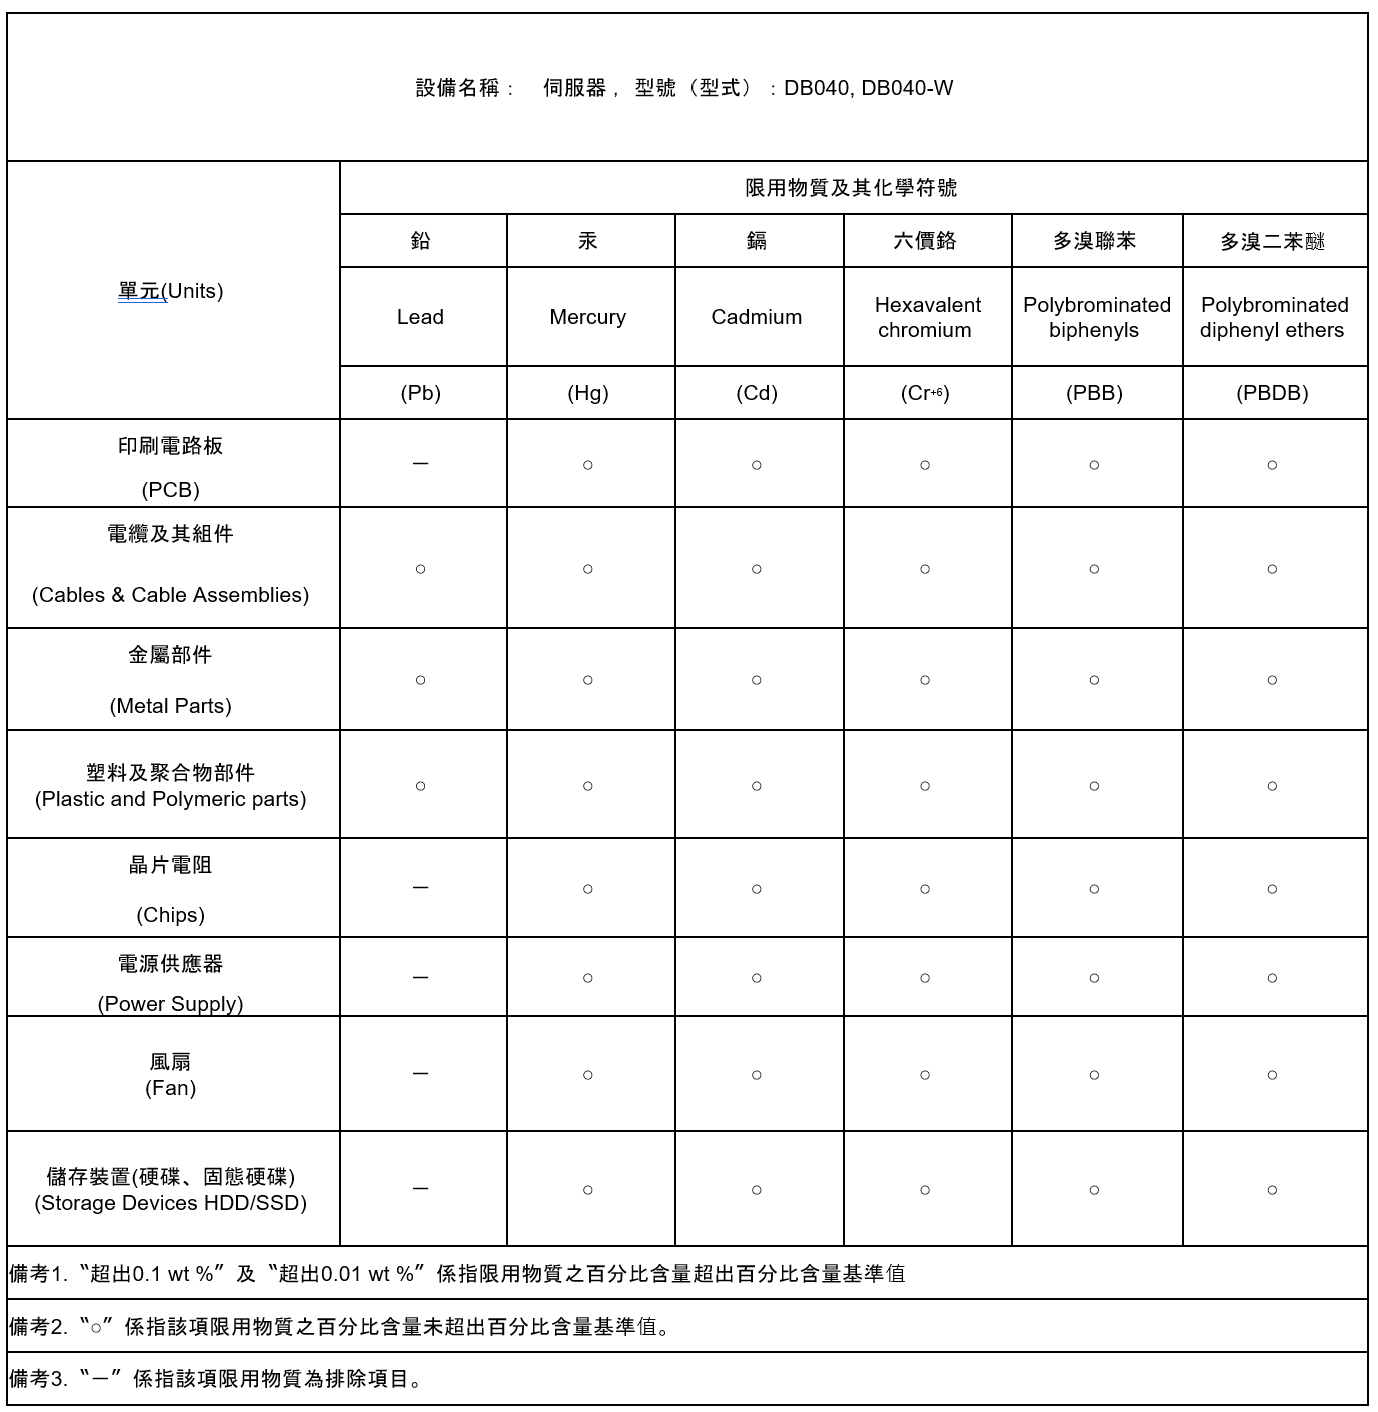 設備名稱： 伺服器，型號（型式）：DB040, DB040-W
單元(Units)
限用物質及其化學符號
鉛 汞 鎘 六價鉻 多溴聯苯 多溴二苯醚
Lead Mercury Cadmium Hexavalent chromium Polybrominated biphenyls Polybrominated diphenyl ethers
(Pb) (Hg) (Cd) (Cr+6) (PBB) (PBDB)
印刷電路板
(PCB)
－ ○ ○ ○ ○ ○
電纜及其組件
(Cables & Cable Assemblies)
○ ○ ○ ○ ○ ○
金屬部件
(Metal Parts)
○ ○ ○ ○ ○ ○
塑料及聚合物部件
(Plastic and Polymeric parts)
○ ○ ○ ○ ○ ○
晶片電阻
(Chips)
－ ○ ○ ○ ○ ○
電源供應器
(Power Supply)
－ ○ ○ ○ ○ ○
風扇
(Fan)
－ ○ ○ ○ ○ ○
儲存裝置(硬碟、固態硬碟)
(Storage Devices HDD/SSD)
－ ○ ○ ○ ○ ○
備考1.〝超出0.1 wt %〞及〝超出0.01 wt %〞係指限用物質之百分比含量超出百分比含量基準值
備考2.〝○〞係指該項限用物質之百分比含量未超出百分比含量基準值。
備考3.〝－〞係指該項限用物質為排除項目。